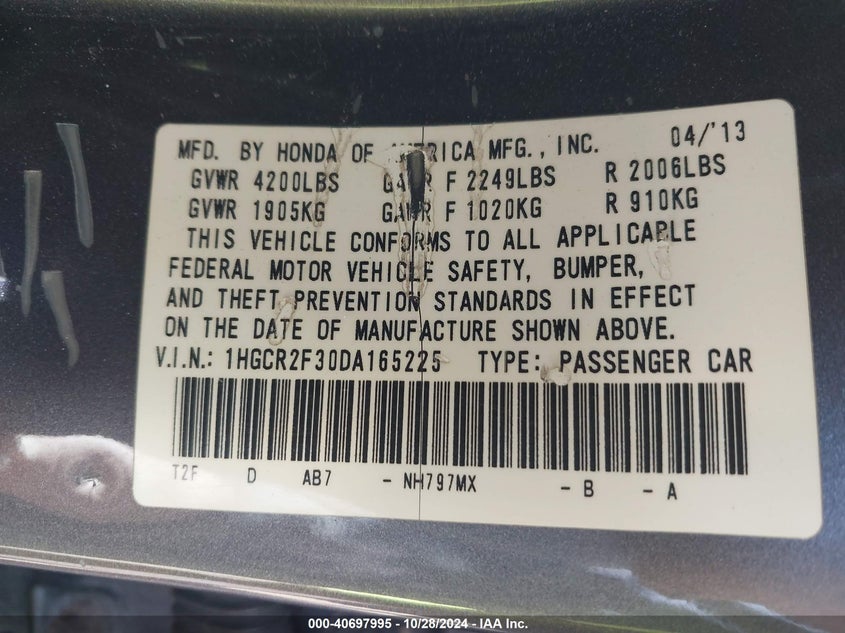 MFD. BY HONDA OF AMERICA MFG., INC. 04/'13
GVWR 4200LBS GAWR F 2249LBS R 2006LBS
GVWR 1905KG GAWR F 1020KG R 910KG
THIS VEHICLE CONFORMS TO ALL APPLICABLE
FEDERAL MOTOR VEHICLE SAFETY, BUMPER,
AND THEFT PREVENTION STANDARDS IN EFFECT
ON THE DATE OF MANUFACTURE SHOWN ABOVE.
V.I.N.: 1HGCR2F30DA165225 TYPE: PASSENGER CAR
T2F D AB7 - NH797MX - B - A
000-40697995 - 10/28/2024 - IAA Inc.